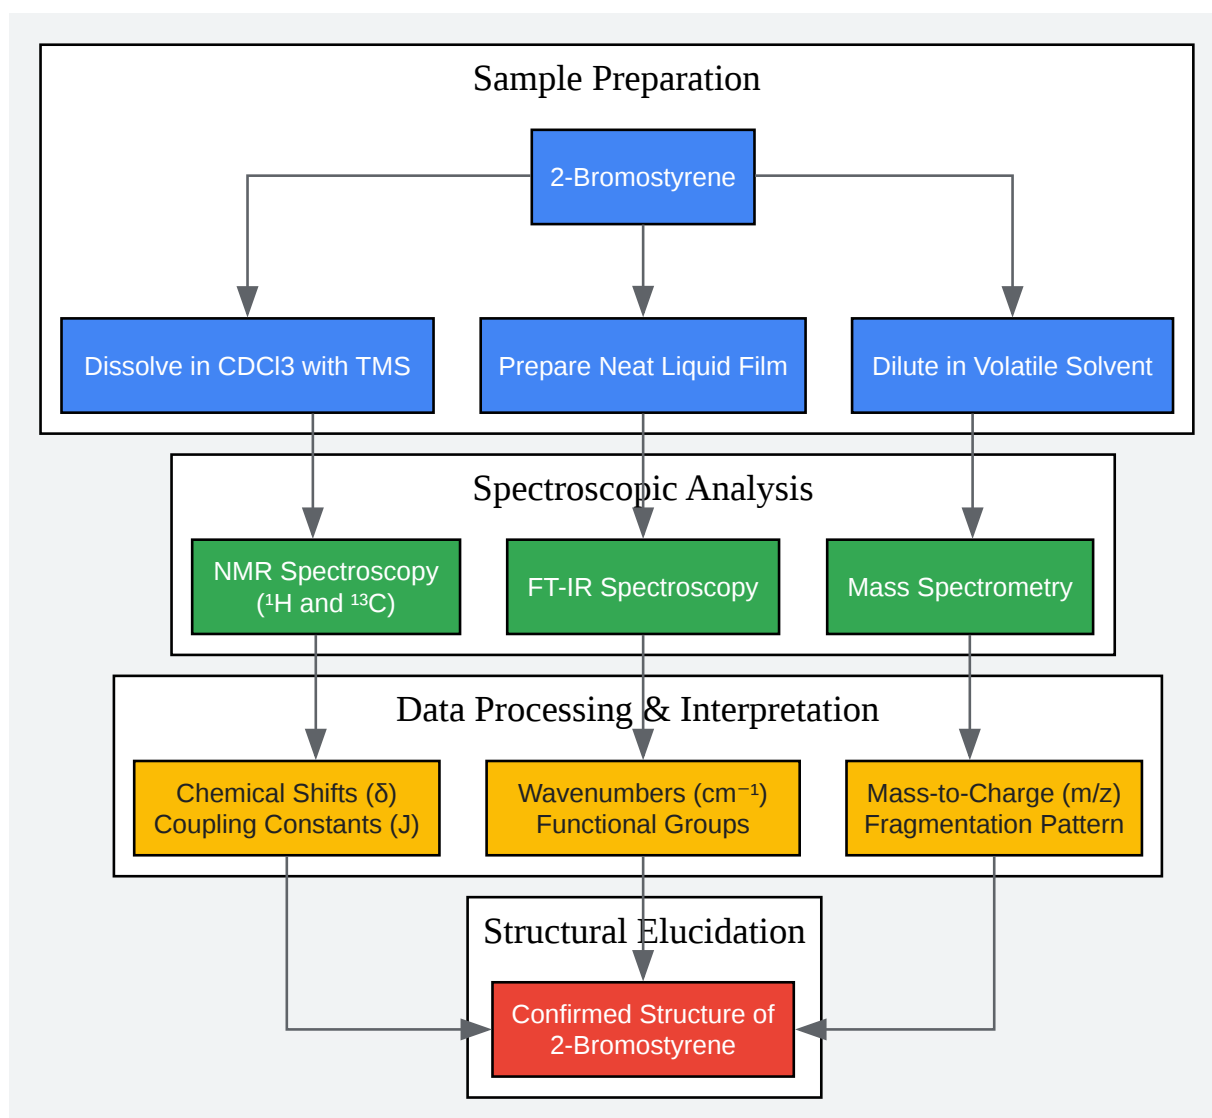 Sample Preparation
2-Bromostyrene
Dissolve in CDCl3 with TMS
Prepare Neat Liquid Film
Dilute in Volatile Solvent
Spectroscopic Analysis
NMR Spectroscopy
(¹H and ¹³C)
FT-IR Spectroscopy
Mass Spectrometry
Data Processing & Interpretation
Chemical Shifts (δ)
Coupling Constants (J)
Wavenumbers (cm⁻¹)
Functional Groups
Mass-to-Charge (m/z)
Fragmentation Pattern
Structural Elucidation
Confirmed Structure of
2-Bromostyrene